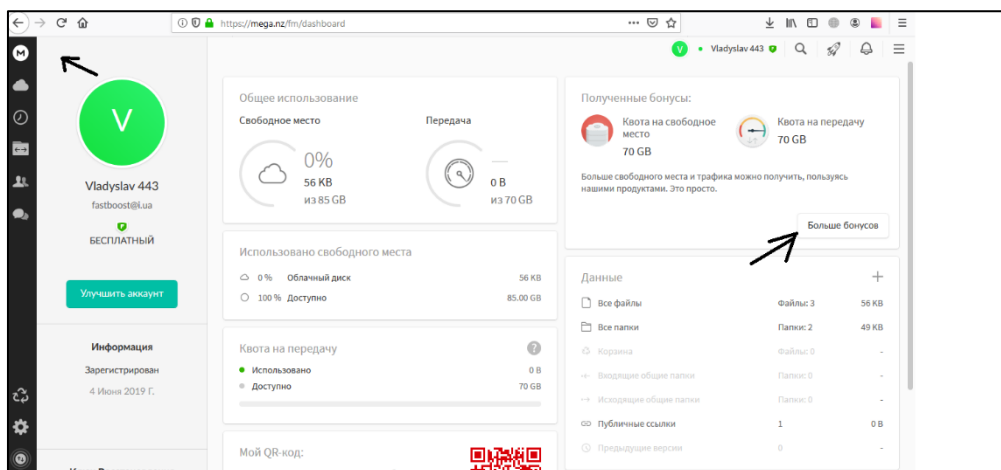 https://mega.nz/fm/dashboard
V
Vladyslav 443
V
Vladyslav 443
fastboost@i.ua
БЕСПЛАТНЫЙ
Улучшить аккаунт
Информация
Зарегистрирован
4 Июня 2019 Г.
Общее использование
Свободное место
Передача
0%
56 KB
из 85 GB
—
0 B
из 70 GB
Использовано свободного места
0 % Облачный диск 56 KB
100 % Доступно 85.00 GB
Квота на передачу ?
Использовано 0 B
Доступно 70 GB
Мой QR-код:
Полученные бонусы:
Квота на свободное
место
70 GB
Квота на передачу
70 GB
Больше свободного места и трафика можно получить, пользуясь
нашими продуктами. Это просто.
Больше бонусов
Данные
Все файлы Файлы: 3 56 KB
Все папки Папки: 2 49 KB
Корзина Файлы: 0 -
Входящие общие папки Папки: 0 -
Исходящие общие папки Папки: 0 -
Публичные ссылки 1 0 B
Предыдущие версии 0 -